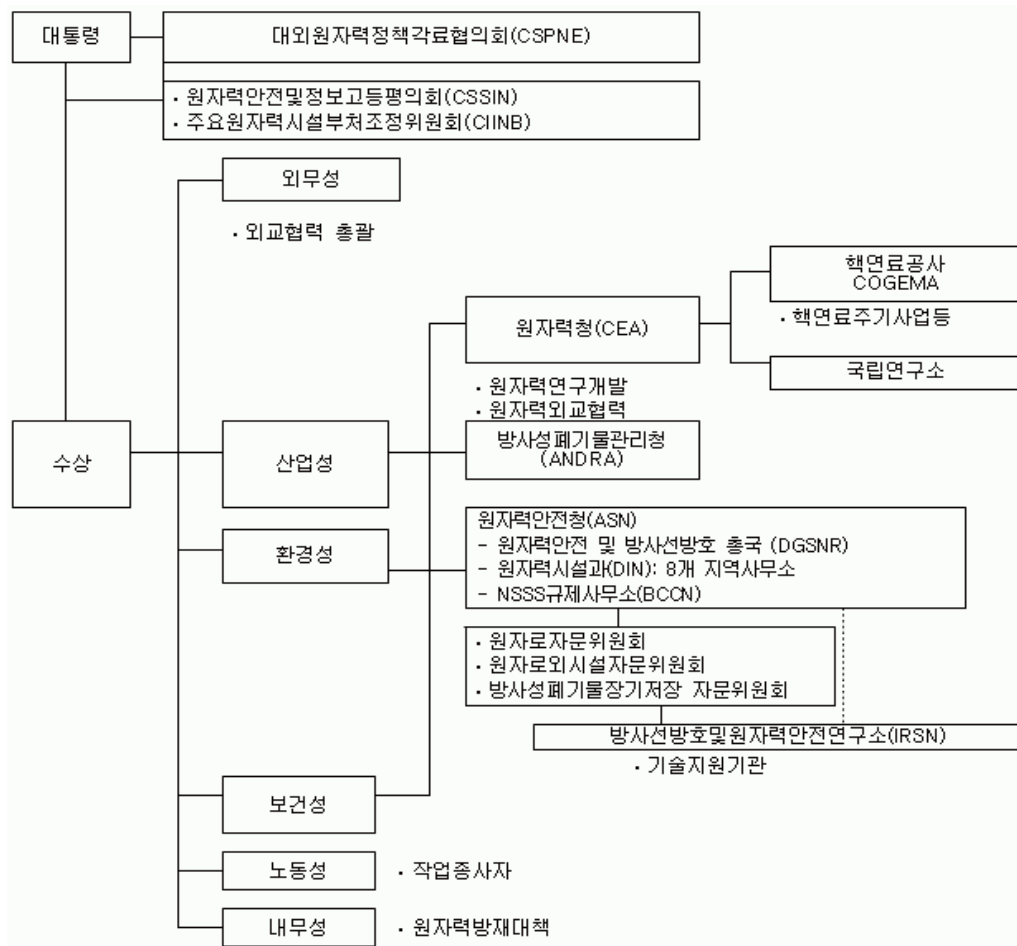 대통령
대외원자력정책각료협의회(CSPNE)
· 원자력안전및정보고등평의회(CSSIN)
· 주요원자력시설부처조정위원회(CIINB)
외무성
· 외교협력 총괄
핵연료공사
COGEMA
· 핵연료주기사업등
원자력청(CEA)
국립연구소
· 원자력연구개발
· 원자력외교협력
수상
산업성
방사성폐기물관리청
(ANDRA)
환경성
원자력안전청(ASN)
- 원자력안전 및 방사선방호 총국 (DGSNR)
- 원자력시설과(DIN): 8개 지역사무소
- NSSS규제사무소(BCCN)
· 원자로자문위원회
· 원자로외시설자문위원회
· 방사성폐기물장기저장 자문위원회
방사선방호및원자력안전연구소(IRSN)
· 기술지원기관
보건성
노동성
· 작업종사자
내무성
· 원자력방재대책